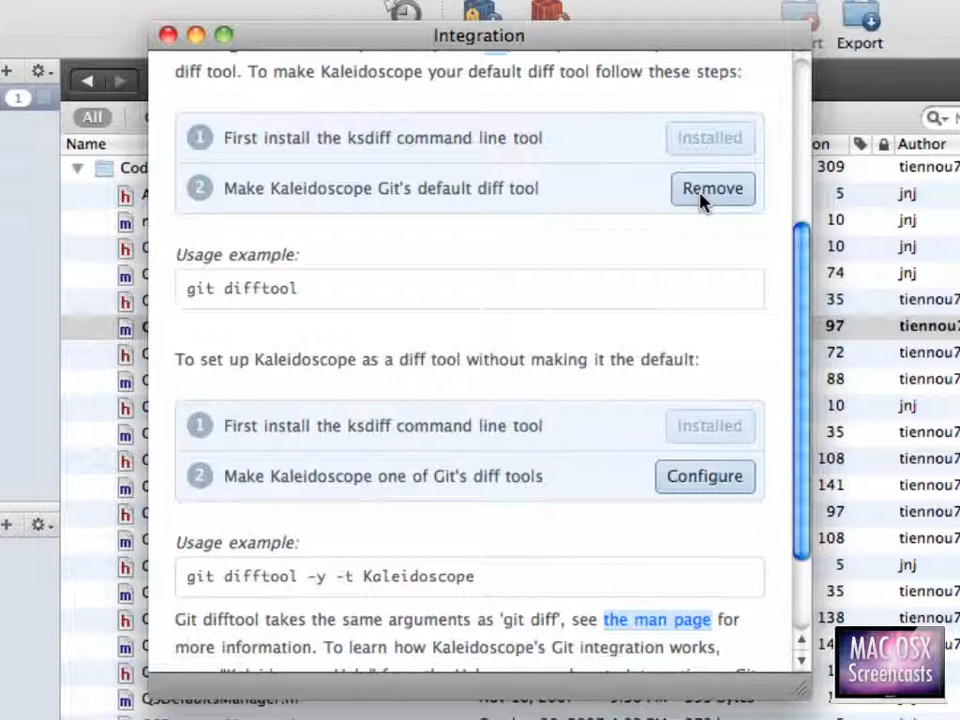 Integration
Export
diff tool. To make Kaleidoscope your default diff tool follow these steps:
1 First install the ksdiff command line tool Installed
2 Make Kaleidoscope Git's default diff tool Remove
Usage example:
git difftool
To set up Kaleidoscope as a diff tool without making it the default:
1 First install the ksdiff command line tool Installed
2 Make Kaleidoscope one of Git's diff tools Configure
Usage example:
git difftool -y -t Kaleidoscope
Git difftool takes the same arguments as 'git diff', see the man page for
more information. To learn how Kaleidoscope's Git integration works,
1
All
Name
Author
309 tiennou7
5 jnj
10 jnj
10 jnj
74 jnj
35 tiennou7
97 tiennou
72 tiennou7
88 tiennou7
10 jnj
35 tiennou7
108 tiennou7
141 tiennou7
97 tiennou7
108 tiennou7
5 jnj
35 tiennou7
138 tiennou7
MAC OSX
Screencasts